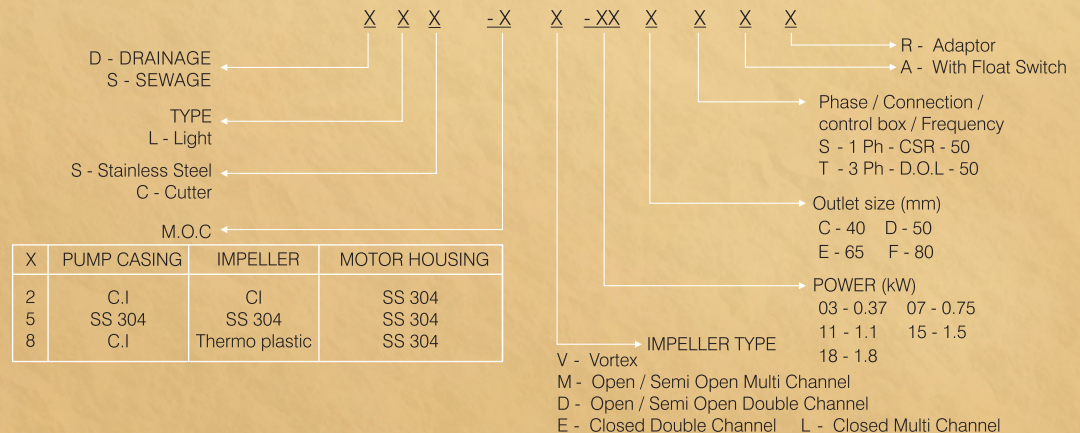 X X X -X X -XX X X X X
D - DRAINAGE
S - SEWAGE
TYPE
L - Light
S - Stainless Steel
C - Cutter
M.O.C
X PUMP CASING IMPELLER MOTOR HOUSING
2 C.I CI SS 304
5 SS 304 SS 304 SS 304
8 C.I Thermo plastic SS 304
R - Adaptor
A - With Float Switch
Phase / Connection /
control box / Frequency
S - 1 Ph - CSR - 50
T - 3 Ph - D.O.L - 50
Outlet size (mm)
C - 40 D - 50
E - 65 F - 80
POWER (kW)
03 - 0.37 07 - 0.75
11 - 1.1 15 - 1.5
18 - 1.8
IMPELLER TYPE
V - Vortex
M - Open / Semi Open Multi Channel
D - Open / Semi Open Double Channel
E - Closed Double Channel L - Closed Multi Channel